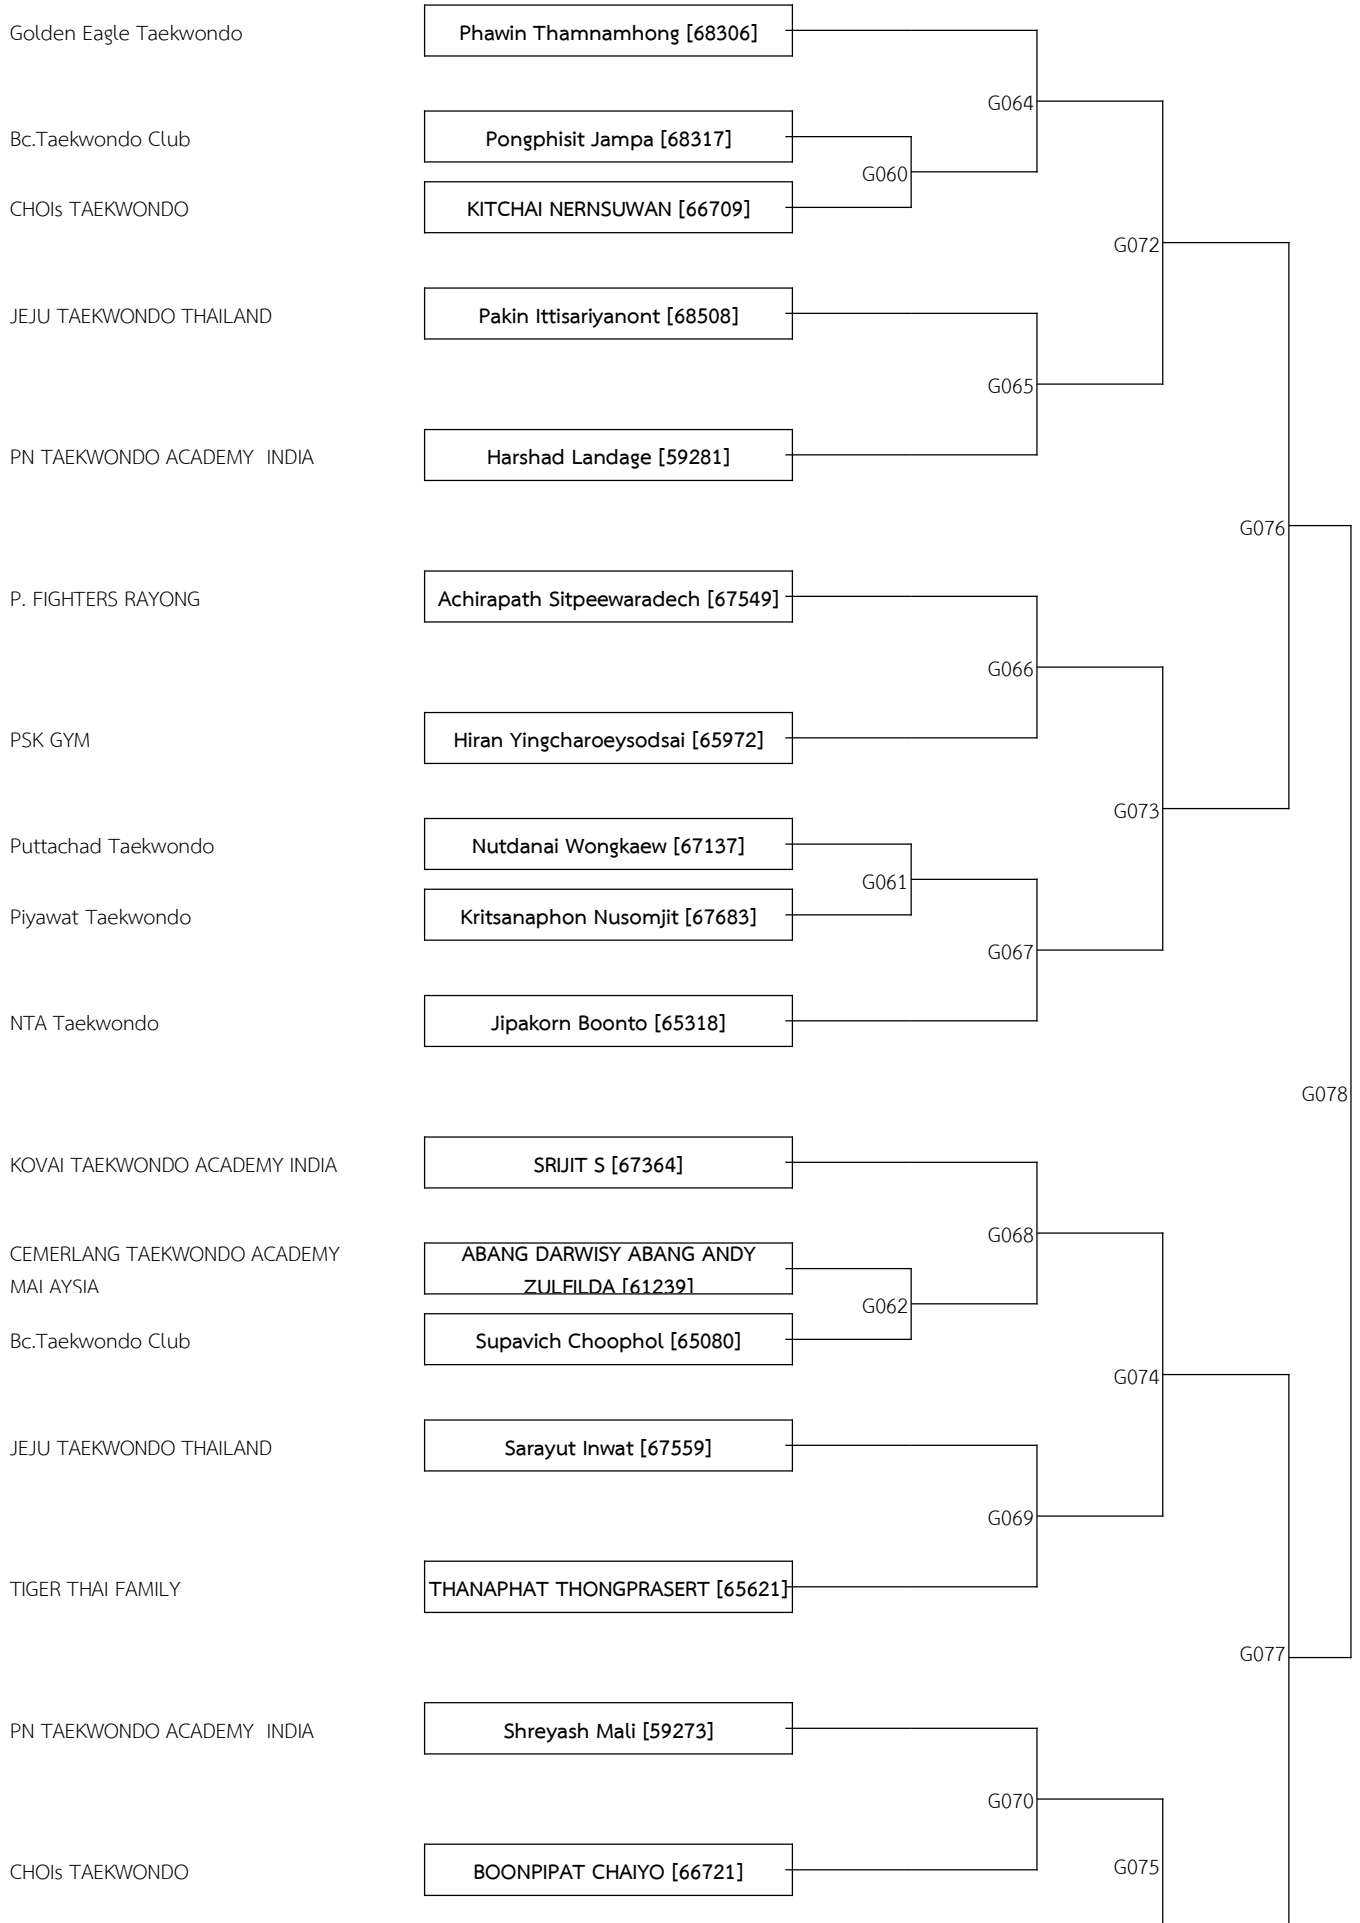 Golden Eagle Taekwondo
Phawin Thamnamhong [68306]
G064
Bc.Taekwondo Club
Pongphisit Jampa [68317]
G060
CHOIs TAEKWONDO
KITCHAI NERNSUWAN [66709]
G072
JEJU TAEKWONDO THAILAND
Pakin Ittisariyanont [68508]
G065
PN TAEKWONDO ACADEMY  INDIA
Harshad Landage [59281]
G076
P. FIGHTERS RAYONG
Achirapath Sitpeewaradech [67549]
G066
PSK GYM
Hiran Yingcharoeysodsai [65972]
G073
Puttachad Taekwondo
Nutdanai Wongkaew [67137]
G061
Piyawat Taekwondo
Kritsanaphon Nusomjit [67683]
G067
NTA Taekwondo
Jipakorn Boonto [65318]
G078
KOVAI TAEKWONDO ACADEMY INDIA
SRIJIT S [67364]
G068
CEMERLANG TAEKWONDO ACADEMY
MALAYSIA
ABANG DARWISY ABANG ANDY
ZULFILDA [61239]
G062
Bc.Taekwondo Club
Supavich Choophol [65080]
G074
JEJU TAEKWONDO THAILAND
Sarayut Inwat [67559]
G069
TIGER THAI FAMILY
THANAPHAT THONGPRASERT [65621]
G077
PN TAEKWONDO ACADEMY  INDIA
Shreyash Mali [59273]
G070
CHOIs TAEKWONDO
BOONPIPAT CHAIYO [66721]
G075